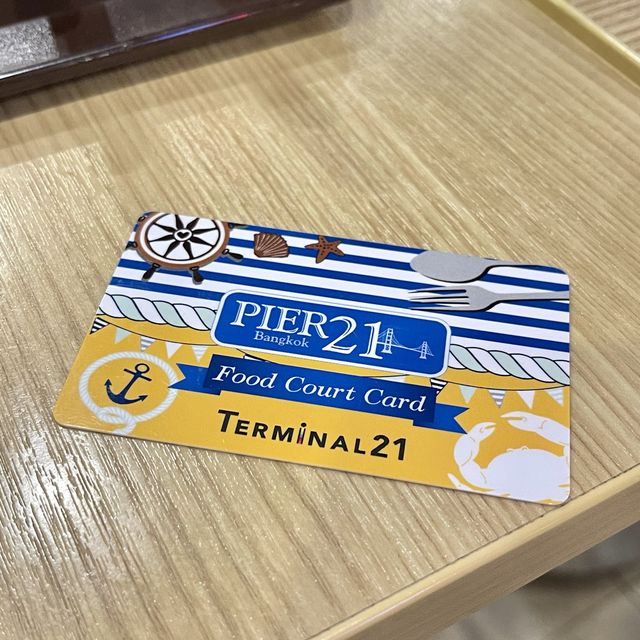 PIER21
Bangkok
Food Court Card
TERMINAL21